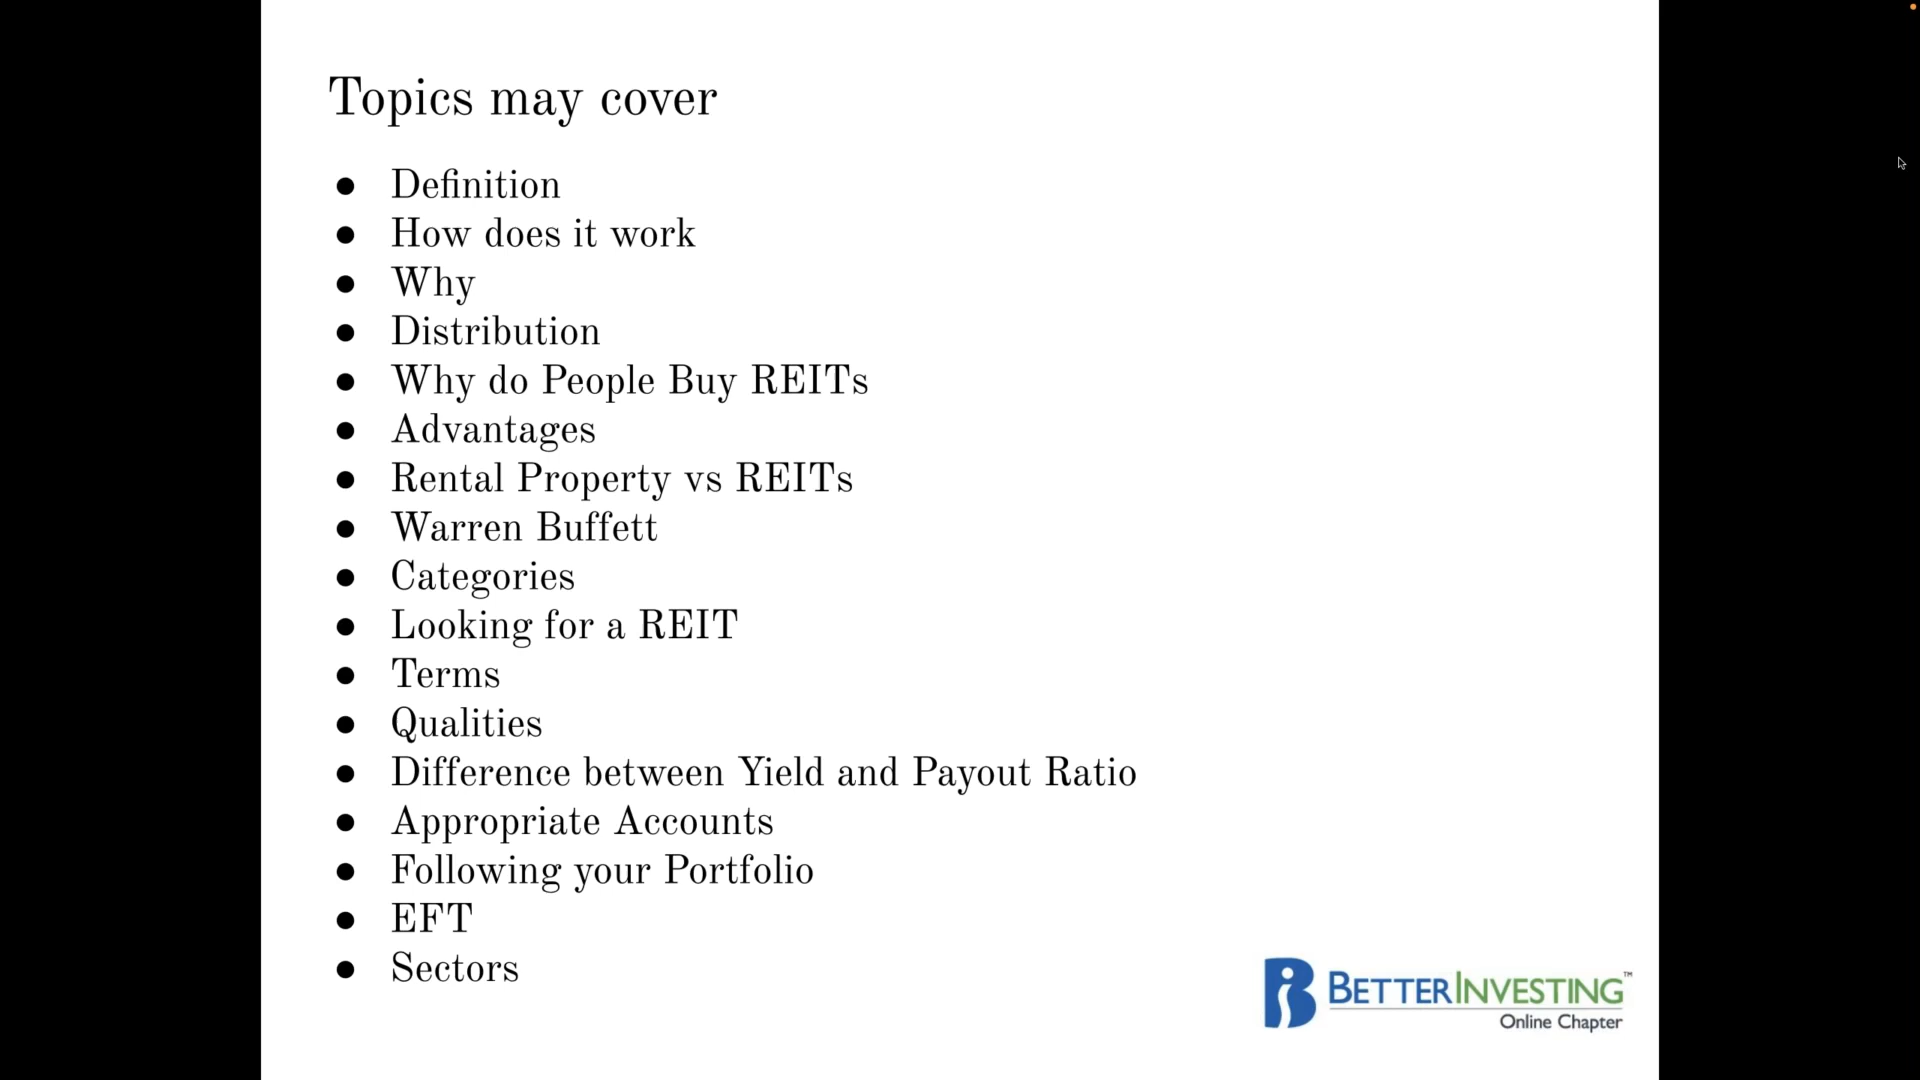 Topics may cover
● Definition
● How does it work
● Why
● Distribution
● Why do People Buy REITs
● Advantages
● Rental Property vs REITs
● Warren Buffett
● Categories
● Looking for a REIT
● Terms
● Qualities
● Difference between Yield and Payout Ratio
● Appropriate Accounts
● Following your Portfolio
● EFT
● Sectors
BETTERINVESTING™
Online Chapter